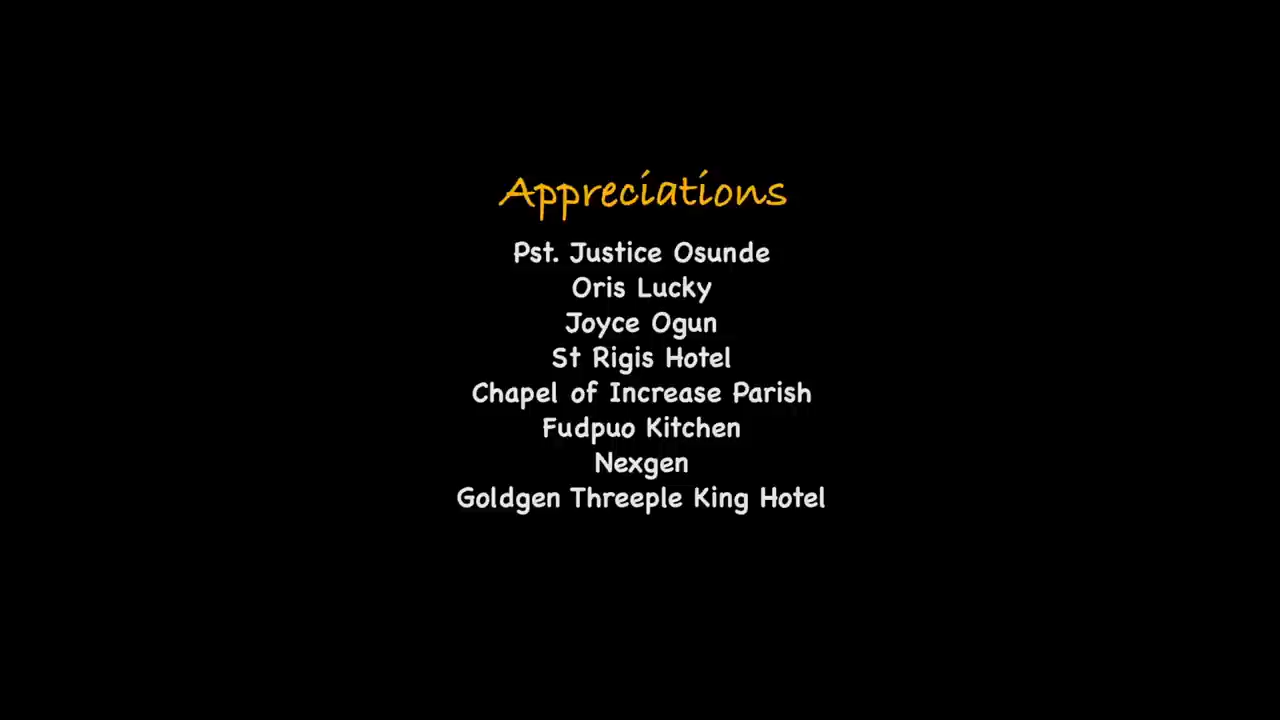 Appreciations
Pst. Justice Osunde
Oris Lucky
Joyce Ogun
St Rigis Hotel
Chapel of Increase Parish
Fudpuo Kitchen
Nexgen
Goldgen Threeple King Hotel